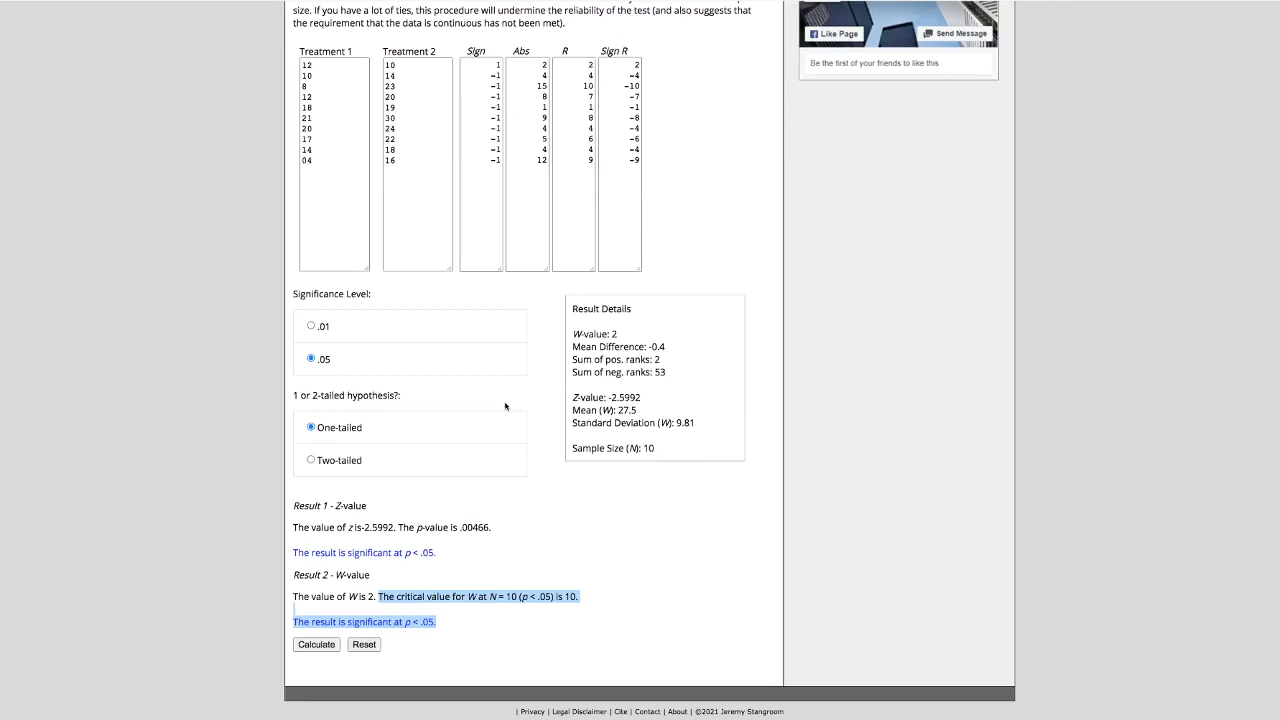 size. If you have a lot of ties, this procedure will undermine the reliability of the test (and also suggests that
the requirement that the data is continuous has not been met).
Treatment 1 Treatment 2 Sign Abs R Sign R
12 10 1 2 2 2
10 14 -1 4 4 -4
8 23 -1 15 10 -10
12 20 -1 8 7 -7
18 19 -1 1 1 -1
21 30 -1 9 8 -8
20 24 -1 4 4 -4
17 22 -1 5 6 -6
14 18 -1 4 4 -4
04 16 -1 12 9 -9
Significance Level:
.01
.05
1 or 2-tailed hypothesis?:
One-tailed
Two-tailed
Result Details
W-value: 2
Mean Difference: -0.4
Sum of pos. ranks: 2
Sum of neg. ranks: 53
Z-value: -2.5992
Mean (W): 27.5
Standard Deviation (W): 9.81
Sample Size (N): 10
Result 1 - Z-value
The value of z is-2.5992. The p-value is .00466.
The result is significant at p < .05.
Result 2 - W-value
The value of W is 2. The critical value for W at N = 10 (p < .05) is 10.
The result is significant at p < .05.
Calculate Reset
Like Page Send Message
Be the first of your friends to like this
| Privacy | Legal Disclaimer | Cite | Contact | About | ©2021 Jeremy Stangroom